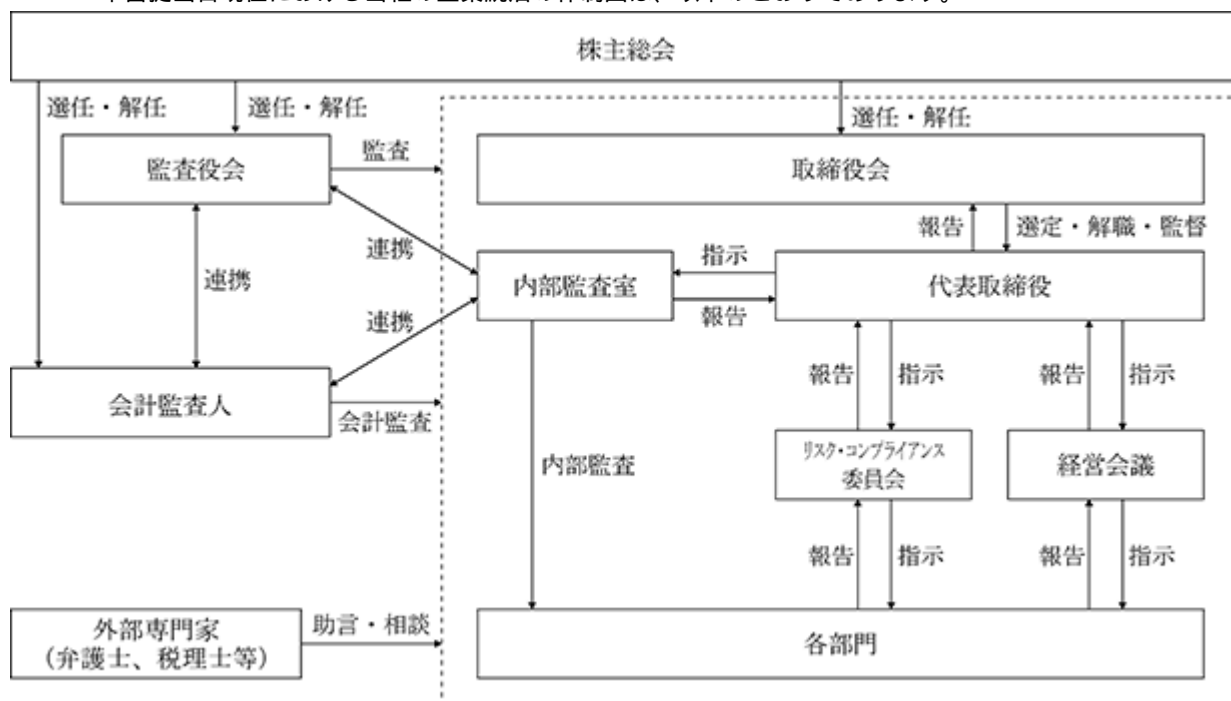 株主総会
選任・解任
選任・解任
選任・解任
監査役会
監査
取締役会
連携
報告
選定・解職・監督
連携
内部監査室
指示
報告
代表取締役
連携
報告
指示
報告
指示
会計監査人
会計監査
内部監査
リスク・コンプライアンス
委員会
経営会議
報告
指示
報告
指示
外部専門家
(弁護士、税理士等)
助言・相談
各部門